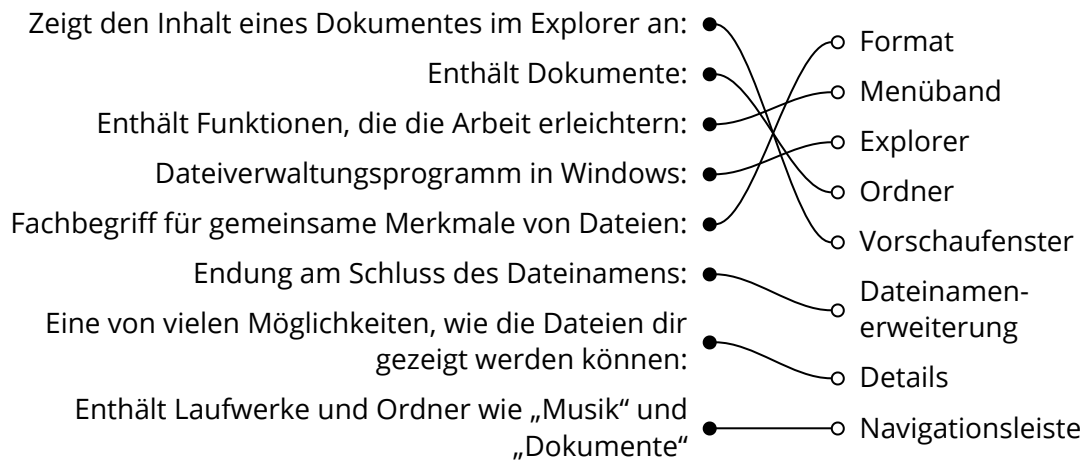 Zeigt den Inhalt eines Dokumentes im Explorer an:
Enthält Dokumente:
Enthält Funktionen, die die Arbeit erleichtern:
Dateiverwaltungsprogramm in Windows:
Fachbegriff für gemeinsame Merkmale von Dateien:
Endung am Schluss des Dateinamens:
Eine von vielen Möglichkeiten, wie die Dateien dir
gezeigt werden können:
Enthält Laufwerke und Ordner wie „Musik“ und
„Dokumente“
Format
Menüband
Explorer
Ordner
Vorschaufenster
Dateinamen-
erweiterung
Details
Navigationsleiste